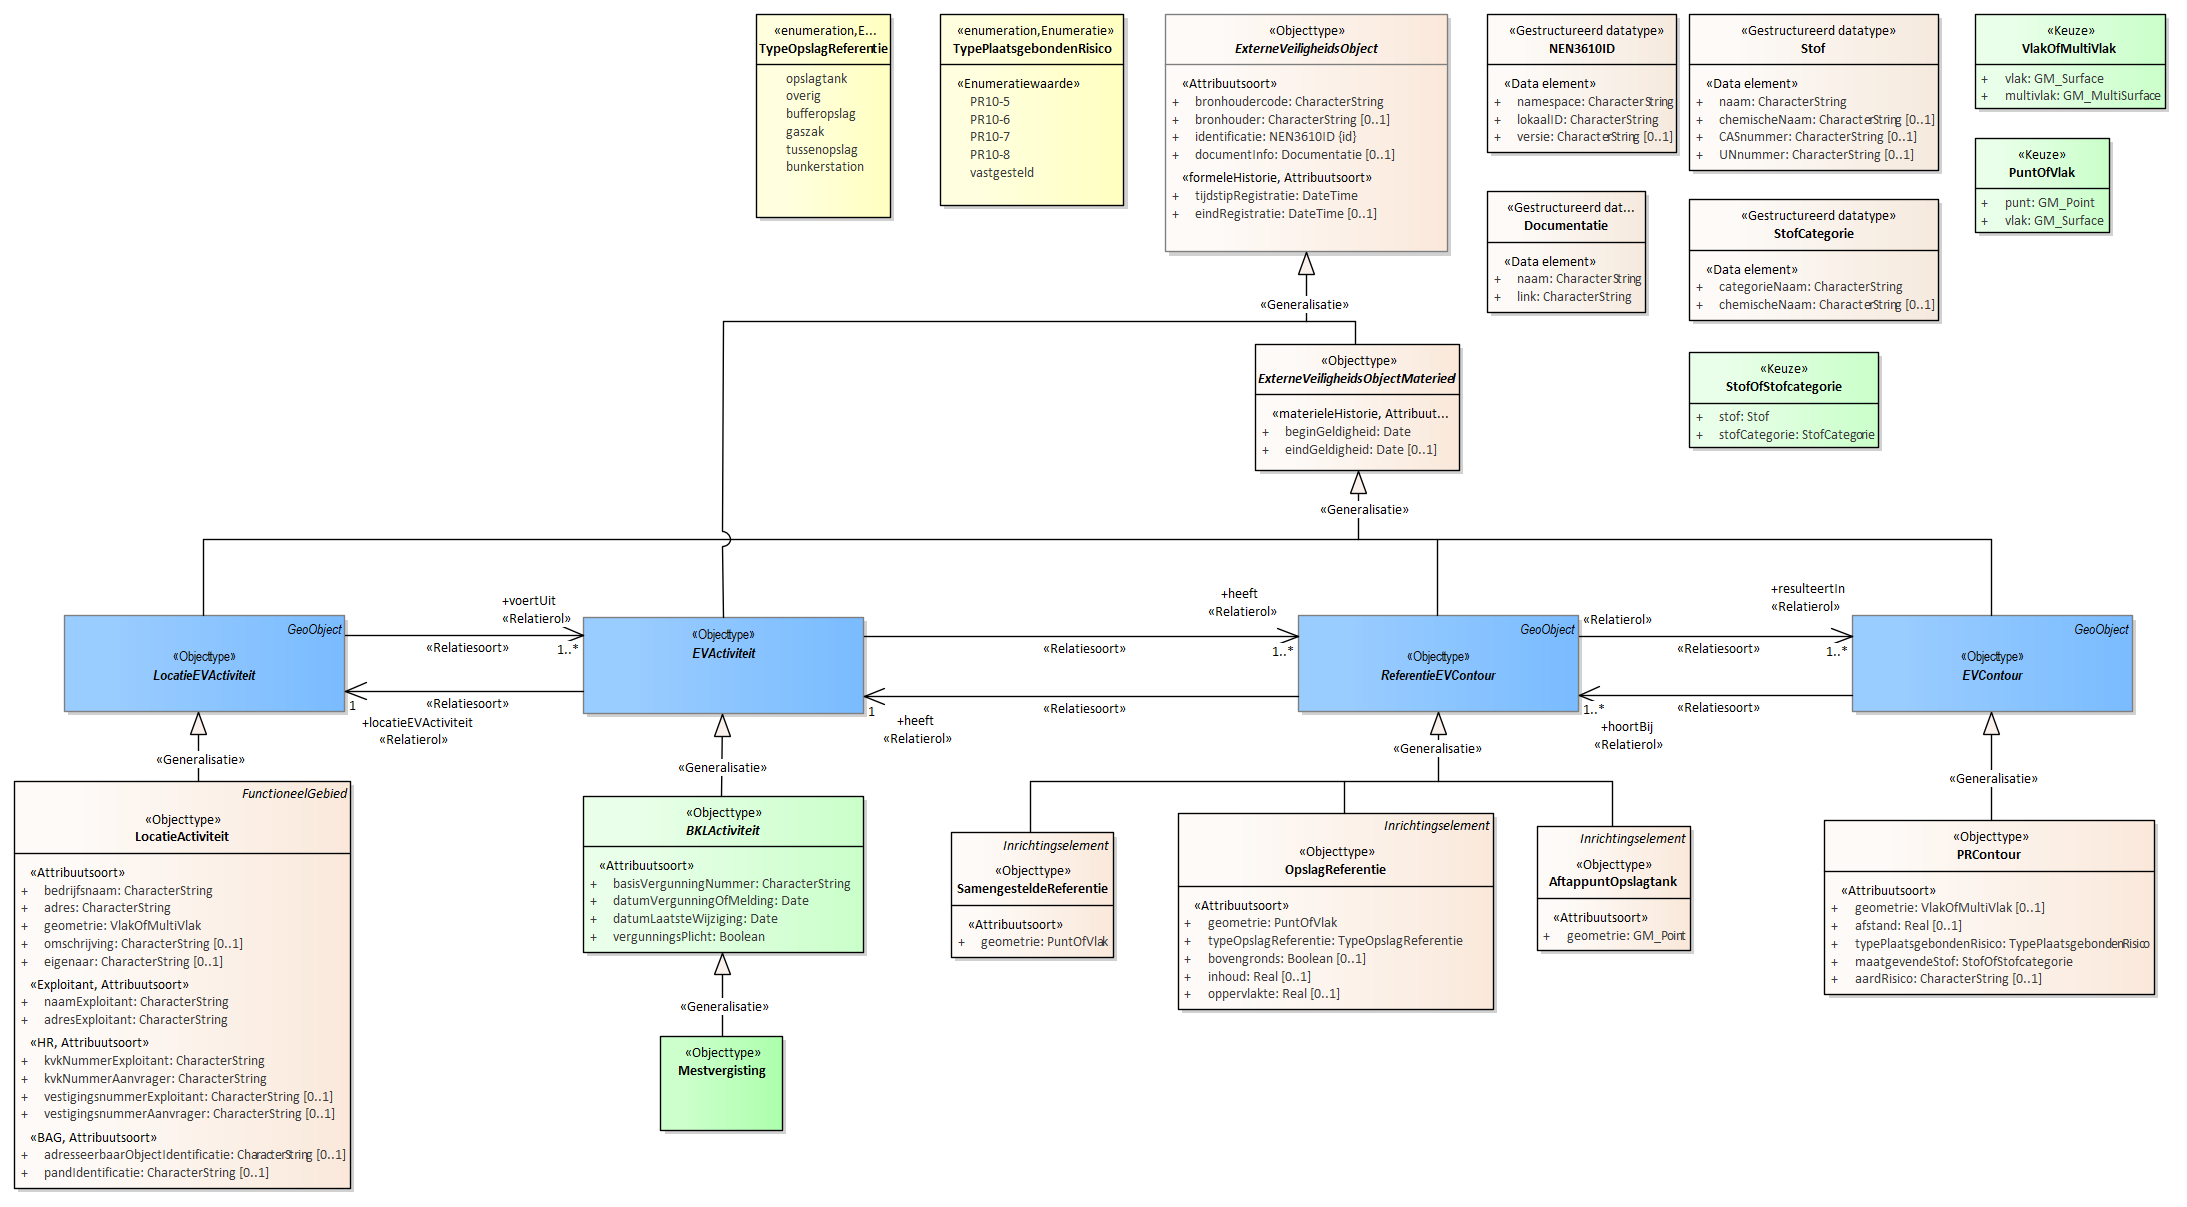 «enumeration,E...
TypeOpslagReferentie
opslagtank
overig
bufferopslag
gaszak
tussenopslag
bunkerstation
«enumeration,Enumeratie»
TypePlaatsgebondenRisico
«Enumeratiewaarde»
PR10-5
PR10-6
PR10-7
PR10-8
vastgesteld
«Objecttype»
ExterneVeiligheidsObject
«Attribuutsoort»
+ bronhoudercode: CharacterString
+ bronhouder: CharacterString [0..1]
+ identificatie: NEN3610ID {id}
+ documentInfo: Documentatie [0..1]
«formeleHistorie, Attribuutsoort»
+ tijdstipRegistratie: DateTime
+ eindRegistratie: DateTime [0..1]
«Gestructureerd datatype»
NEN3610ID
«Data element»
+ namespace: CharacterString
+ lokaalID: CharacterString
+ versie: CharacterString [0..1]
«Gestructureerd datatype»
Stof
«Data element»
+ naam: CharacterString
+ chemischeNaam: CharacterString [0..1]
+ CASnummer: CharacterString [0..1]
+ UNnummer: CharacterString [0..1]
«Keuze»
VlakOfMultiVlak
+ vlak: GM_Surface
+ multivlak: GM_MultiSurface
«Keuze»
PuntOfVlak
+ punt: GM_Point
+ vlak: GM_Surface
«Gestructureerd dat...
Documentatie
«Data element»
+ naam: CharacterString
+ link: CharacterString
«Gestructureerd datatype»
StofCategorie
«Data element»
+ categorieNaam: CharacterString
+ chemischeNaam: CharacterString [0..1]
«Keuze»
StofOfStofcategorie
+ stof: Stof
+ stofCategorie: StofCategorie
«Generalisatie»
«Objecttype»
ExterneVeiligheidsObjectMaterieel
«materieleHistorie, Attribuut...
+ beginGeldigheid: Date
+ eindGeldigheid: Date [0..1]
«Generalisatie»
GeoObject
«Objecttype»
LocatieEVActiviteit
+voertUit
«Relatierol»
1..*
«Relatiesoort»
«Relatiesoort»
1
+locatieEVActiviteit
«Relatierol»
«Objecttype»
EVActiviteit
+heeft
«Relatierol»
1..*
«Relatiesoort»
«Relatiesoort»
1
+heeft
«Relatierol»
GeoObject
«Objecttype»
ReferentieEVContour
«Relatierol»
+resulteertIn
«Relatierol»
1..*
«Relatiesoort»
«Relatiesoort»
1..*
+hoortBij
«Relatierol»
GeoObject
«Objecttype»
EVContour
«Generalisatie»
FunctioneelGebied
«Objecttype»
LocatieActiviteit
«Attribuutsoort»
+ bedrijfsnaam: CharacterString
+ adres: CharacterString
+ geometrie: VlakOfMultiVlak
+ omschrijving: CharacterString [0..1]
+ eigenaar: CharacterString [0..1]
«Exploitant, Attribuutsoort»
+ naamExploitant: CharacterString
+ adresExploitant: CharacterString
«HR, Attribuutsoort»
+ kvkNummerExploitant: CharacterString
+ kvkNummerAanvrager: CharacterString
+ vestigingsnummerExploitant: CharacterString [0..1]
+ vestigingsnummerAanvrager: CharacterString [0..1]
«BAG, Attribuutsoort»
+ adresseerbaarObjectIdentificatie: CharacterString [0..1]
+ pandIdentificatie: CharacterString [0..1]
«Generalisatie»
«Objecttype»
BKLActiviteit
«Attribuutsoort»
+ basisVergunningNummer: CharacterString
+ datumVergunningOfMelding: Date
+ datumLaatsteWijziging: Date
+ vergunningsPlicht: Boolean
«Generalisatie»
«Objecttype»
Mestvergisting
«Generalisatie»
Inrichtingselement
«Objecttype»
SamengesteldeReferentie
«Attribuutsoort»
+ geometrie: PuntOfVlak
Inrichtingselement
«Objecttype»
OpslagReferentie
«Attribuutsoort»
+ geometrie: PuntOfVlak
+ typeOpslagReferentie: TypeOpslagReferentie
+ bovengronds: Boolean [0..1]
+ inhoud: Real [0..1]
+ oppervlakte: Real [0..1]
Inrichtingselement
«Objecttype»
AftappuntOpslagtank
«Attribuutsoort»
+ geometrie: GM_Point
«Generalisatie»
«Objecttype»
PRContour
«Attribuutsoort»
+ geometrie: VlakOfMultiVlak [0..1]
+ afstand: Real [0..1]
+ typePlaatsgebondenRisico: TypePlaatsgebondenRisico
+ maatgevendeStof: StofOfStofcategorie
+ aardRisico: CharacterString [0..1]